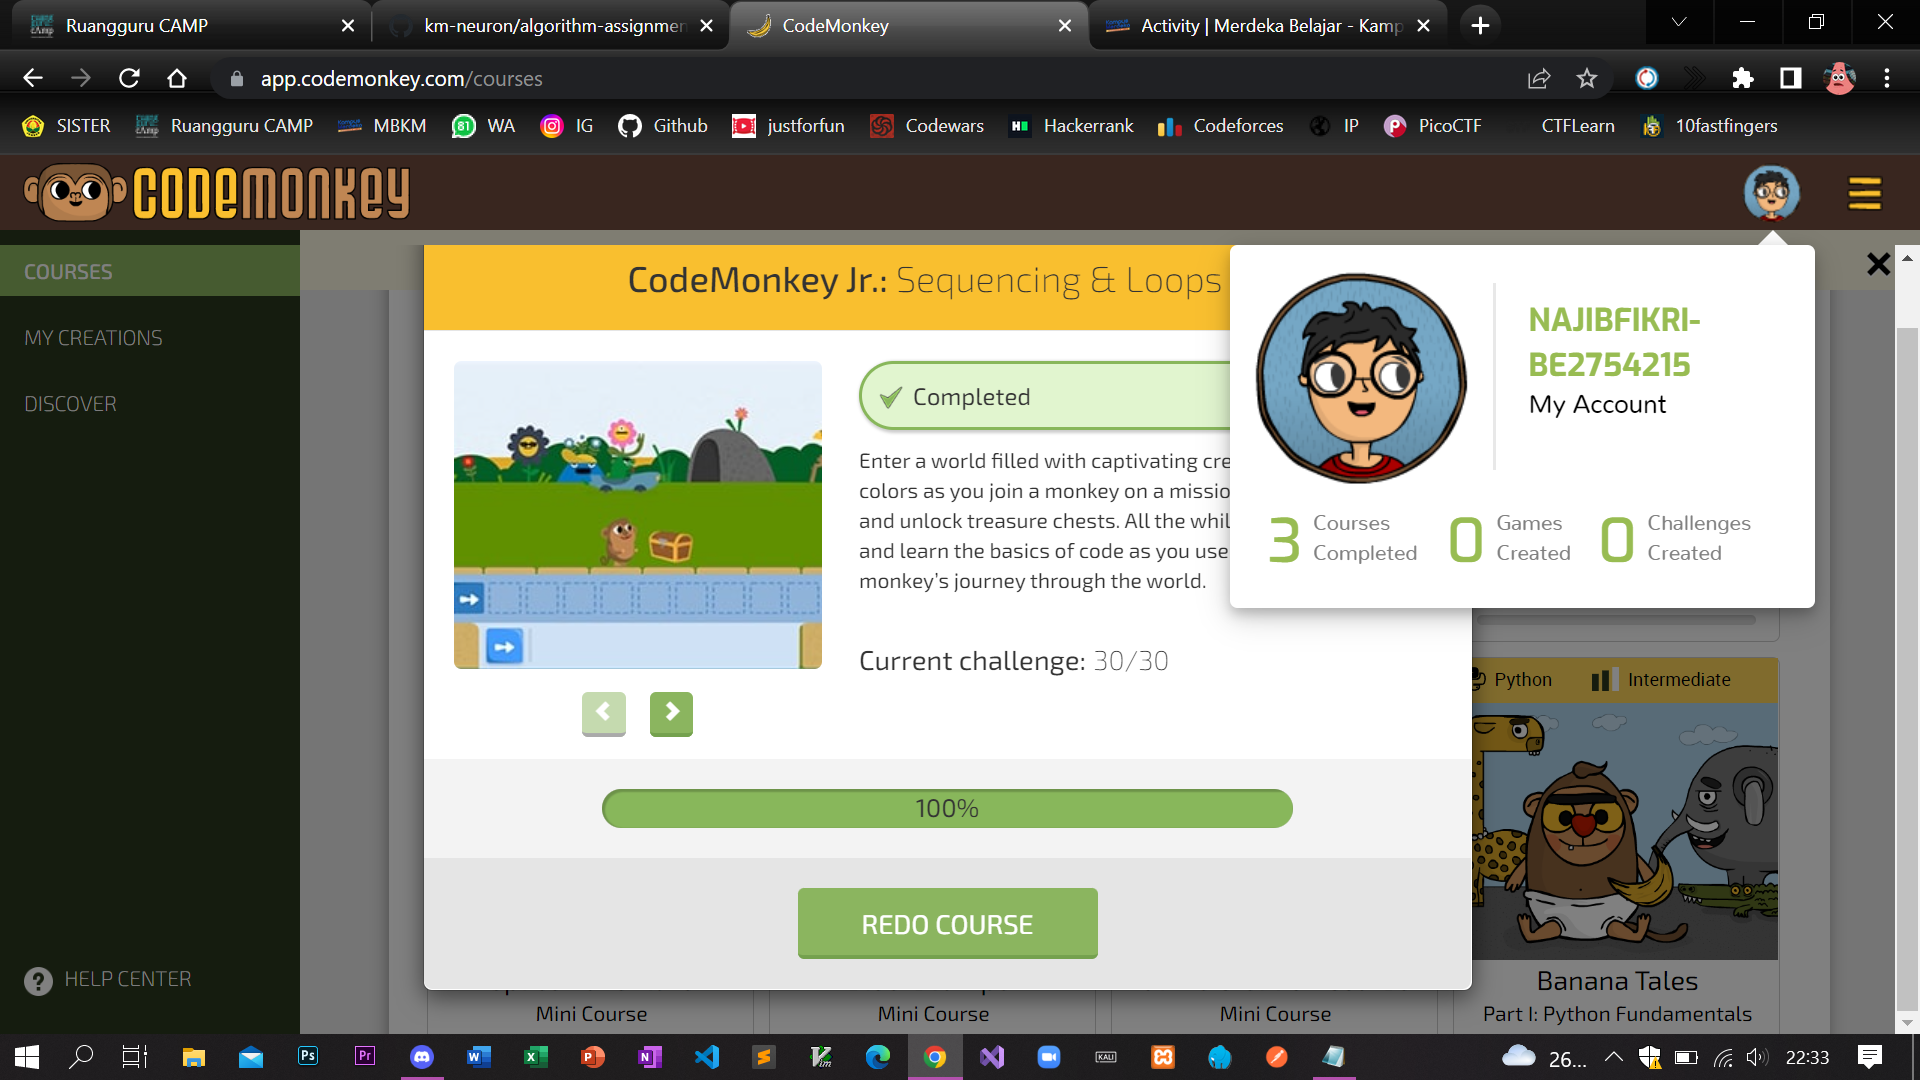 Ruangguru CAMP
km-neuron/algorithm-assignmen
CodeMonkey
Activity | Merdeka Belajar - Kamp
app.codemonkey.com/courses
SISTER
Ruangguru CAMP
MBKM
WA
IG
Github
justforfun
Codewars
Hackerrank
Codeforces
IP
PicoCTF
CTFLearn
10fastfingers
CODEMONKEY
COURSES
MY CREATIONS
DISCOVER
HELP CENTER
CodeMonkey Jr.: Sequencing & Loops
Completed
Enter a world filled with captivating cre
colors as you join a monkey on a missio
and unlock treasure chests. All the whil
and learn the basics of code as you use
monkey's journey through the world.
Current challenge: 30/30
100%
REDO COURSE
NAJIBFIKRI-
BE2754215
My Account
3 Courses Completed
0 Games Created
0 Challenges Created
Python
Intermediate
Banana Tales
Part I: Python Fundamentals
Mini Course
Mini Course
Mini Course
26...
22:33